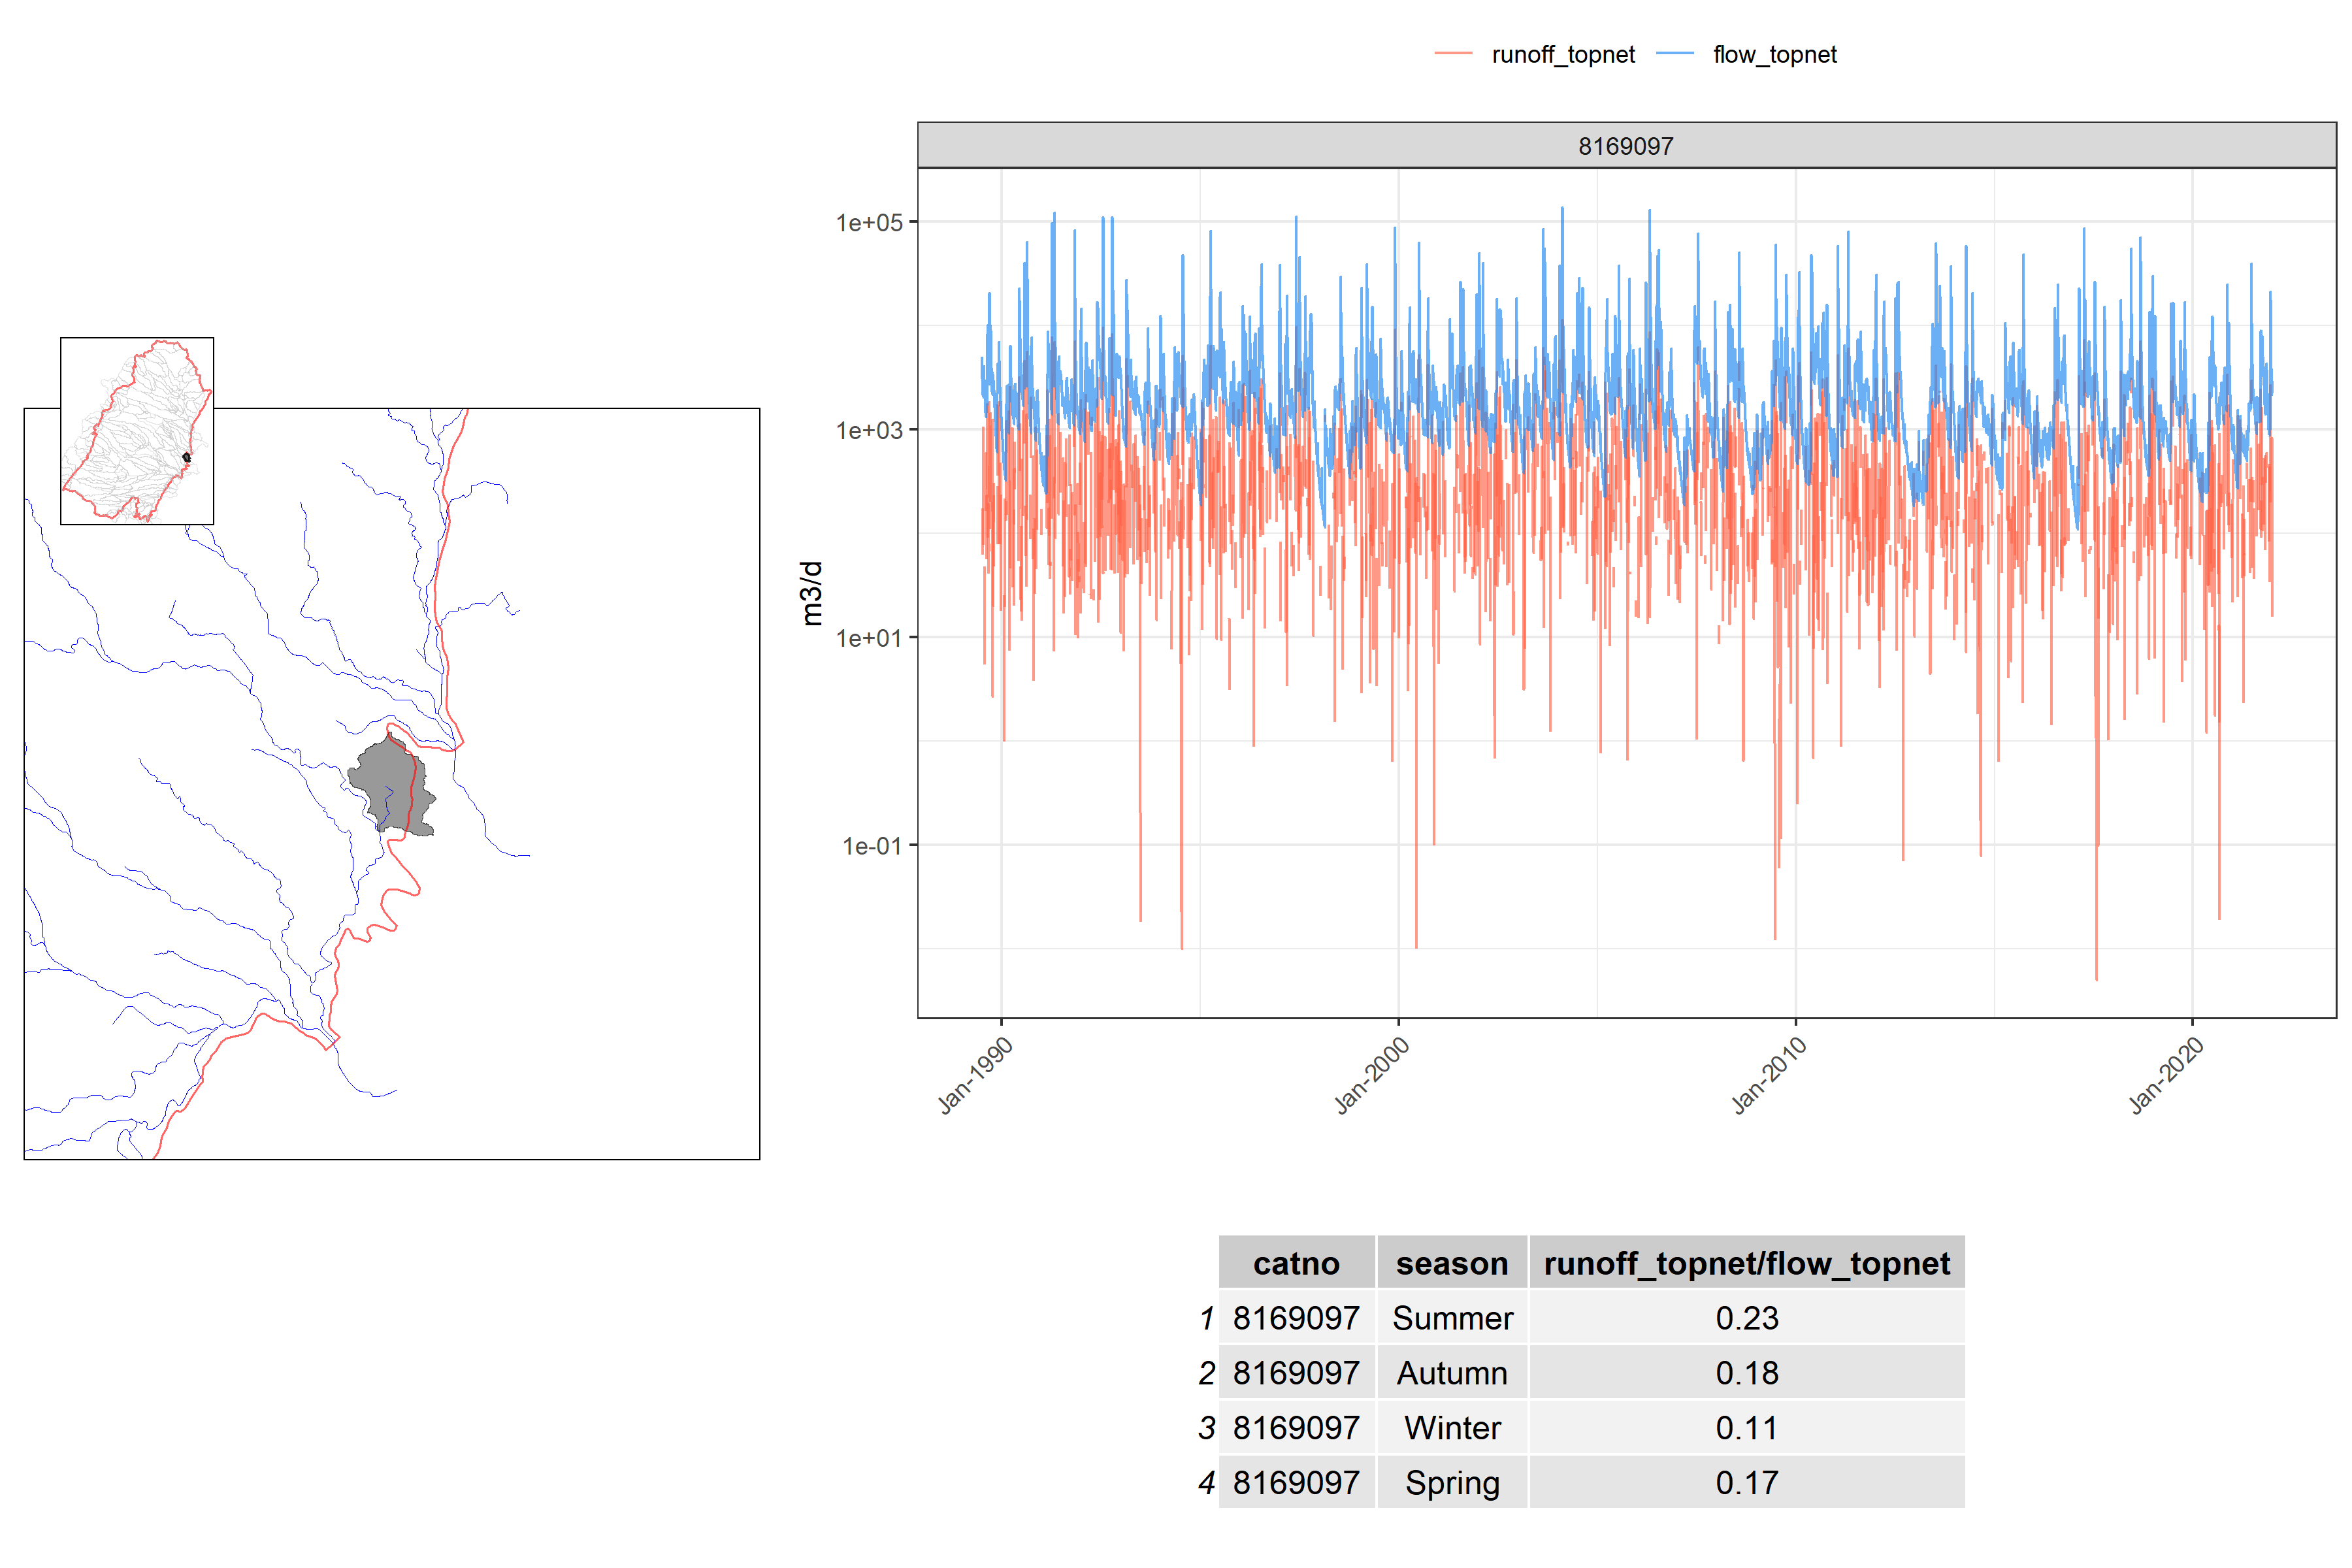 runoff_topnet flow_topnet
8169097
1e+05
1e+03
1e+01
1e-01
m3/d
Jan-1990 Jan-2000 Jan-2010 Jan-2020
catno season runoff_topnet/flow_topnet
1 8169097 Summer 0.23
2 8169097 Autumn 0.18
3 8169097 Winter 0.11
4 8169097 Spring 0.17